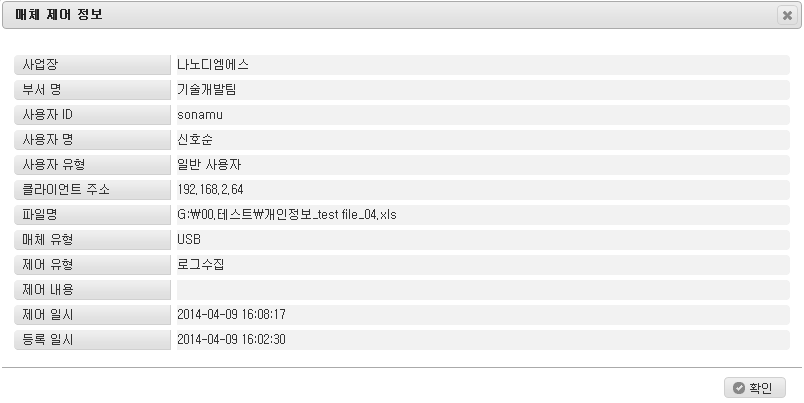 매체 제어 정보
사업장 나노디엠에스
부서 명 기술개발팀
사용자 ID sonamu
사용자 명 신호순
사용자 유형 일반 사용자
클라이언트 주소 192.168.2.64
파일명 G:\00.테스트\개인정보_test file_04.xls
매체 유형 USB
제어 유형 로그수집
제어 내용
제어 일시 2014-04-09 16:08:17
등록 일시 2014-04-09 16:02:30
확인